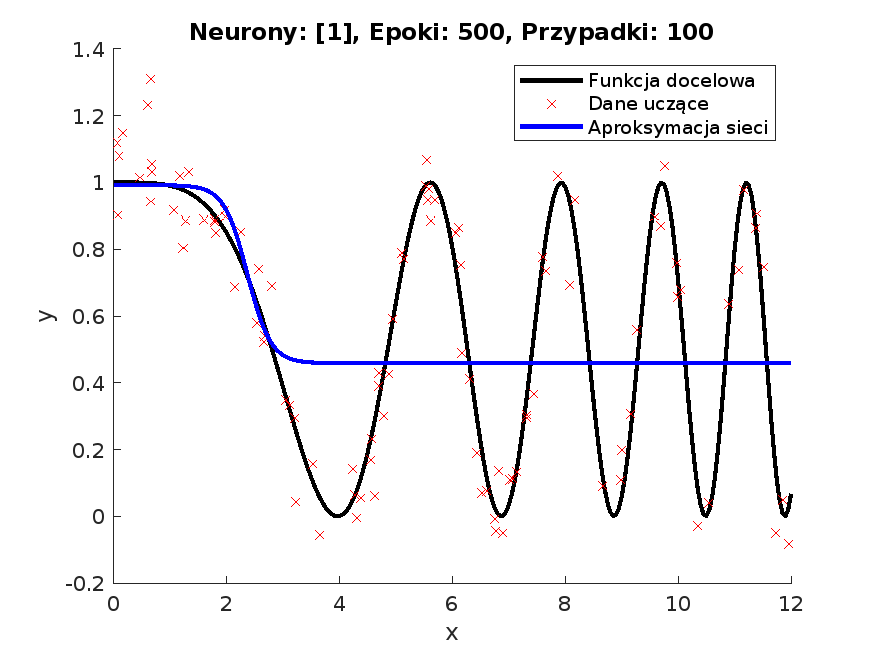 Neurony: [1], Epoki: 500, Przypadki: 100
1.4
1.2
1
0.8
0.6
0.4
0.2
0
-0.2
y
0 2 4 6 8 10 12
x
Funkcja docelowa
Dane uczące
Aproksymacja sieci